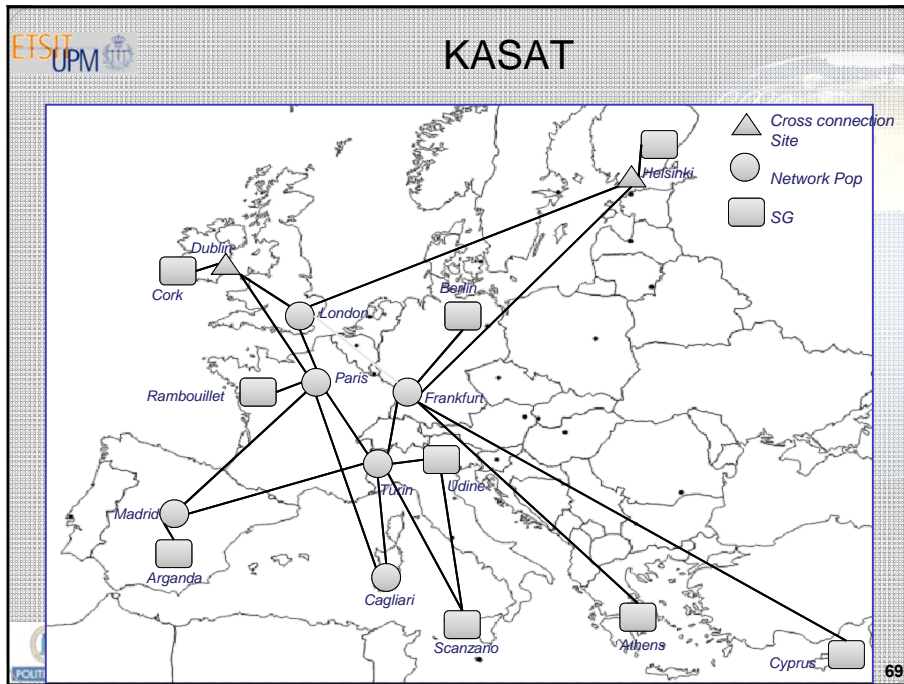 ETSIT
UPM
KASAT
Cross connection
Site
Helsinki
Network Pop
SG
Dublin
Cork
London
Berlin
Rambouillet
Paris
Frankfurt
Turin
Udine
Madrid
Arganda
Cagliari
Scanzano
Athens
Cyprus
POLIT
69